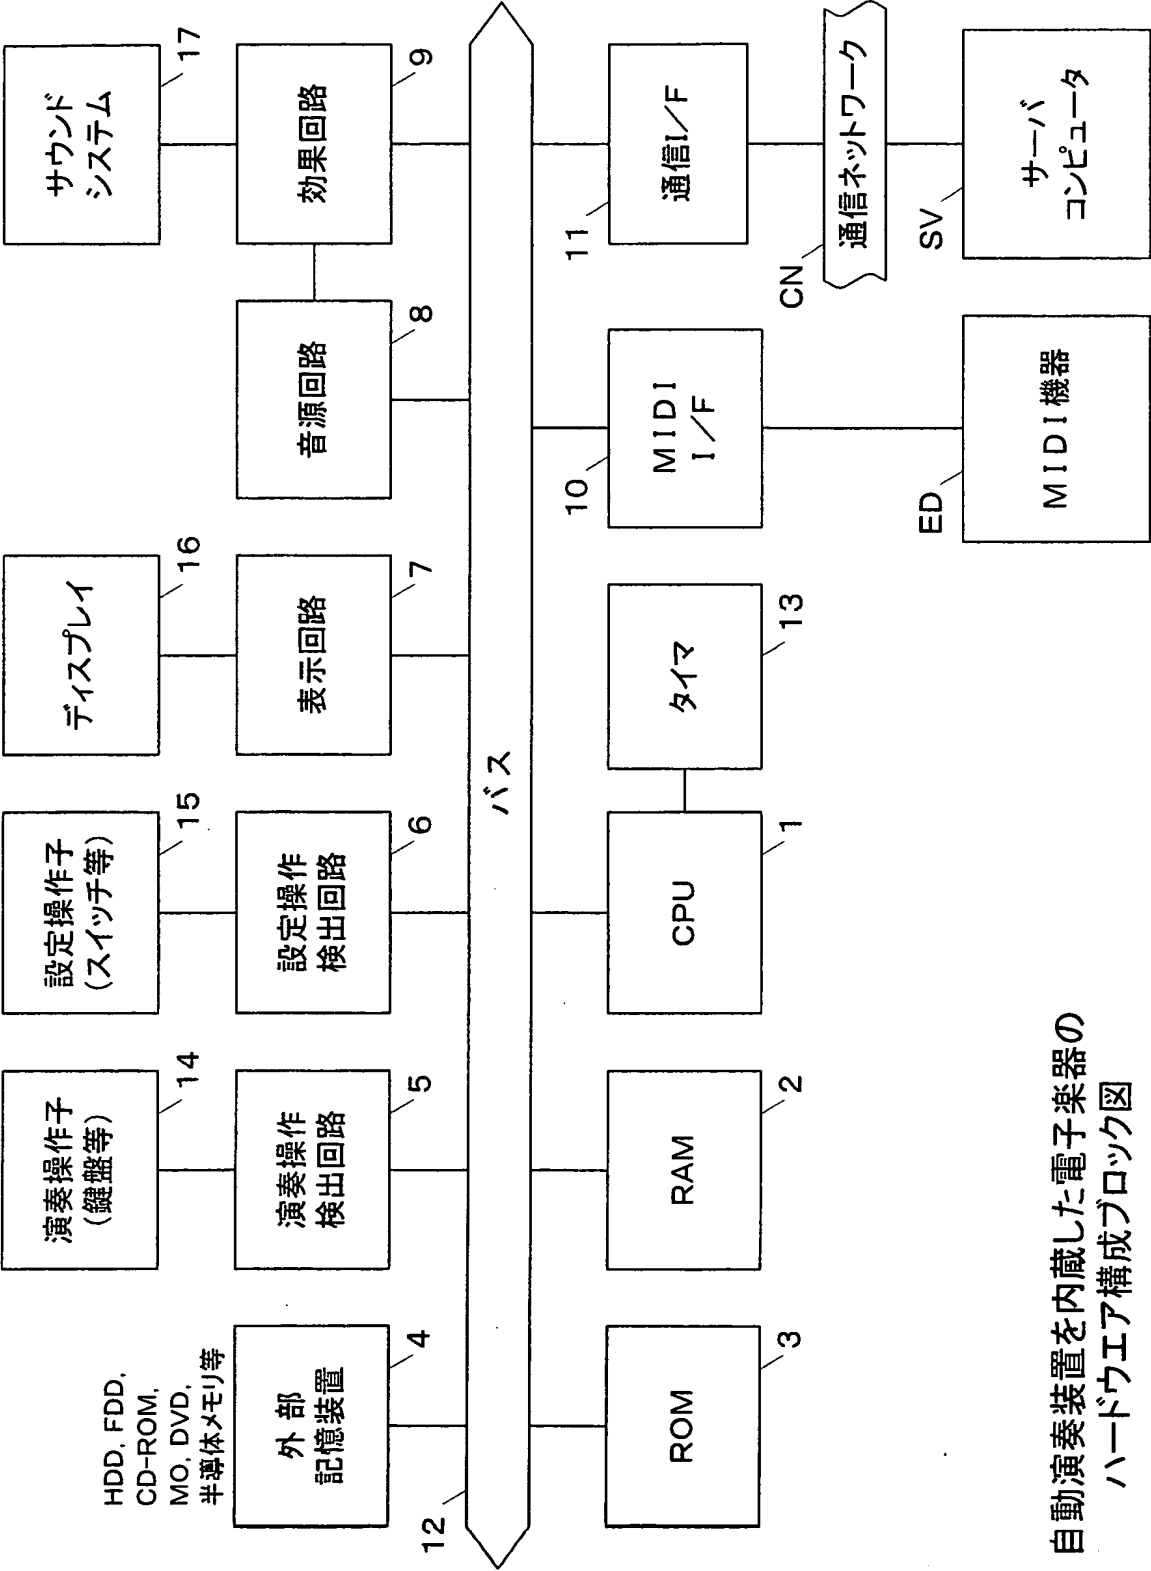 HDD, FDD,
CD-ROM,
MO, DVD,
半導体メモリ等
演奏操作子
(鍵盤等)
14
設定操作子
(スイッチ等)
15
ディスプレイ
16
サウンド
システム
17
外 部
記憶装置
4
演奏操作
検出回路
5
設定操作
検出回路
6
表示回路
7
音源回路
8
効果回路
9
12
バス
ROM
3
RAM
2
CPU
1
タイマ
13
10
MIDI
I/F
11
通信I/F
CN
通信ネットワーク
ED
MIDI機器
SV
サーバ
コンピュータ
自動演奏装置を内蔵した電子楽器の
ハードウエア構成ブロック図